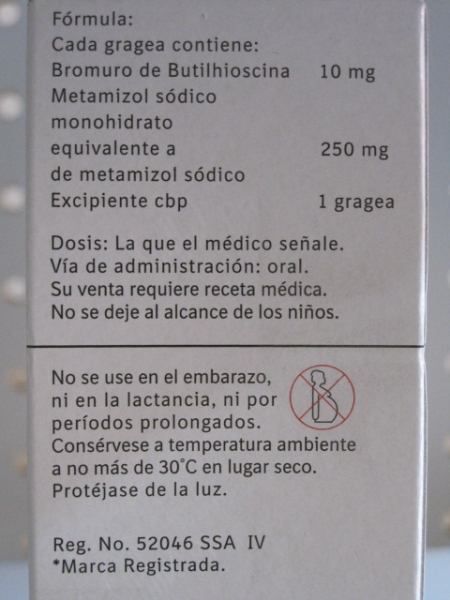 Fórmula:
Cada gragea contiene:
Bromuro de Butilhioscina 10 mg
Metamizol sódico
monohidrato
equivalente a 250 mg
de metamizol sódico
Excipiente cbp 1 gragea
Dosis: La que el médico señale.
Vía de administración: oral.
Su venta requiere receta médica.
No se deje al alcance de los niños.
No se use en el embarazo,
ni en la lactancia, ni por
períodos prolongados.
Consérvese a temperatura ambiente
a no más de 30°C en lugar seco.
Protéjase de la luz.
Reg. No. 52046 SSA IV
*Marca Registrada.